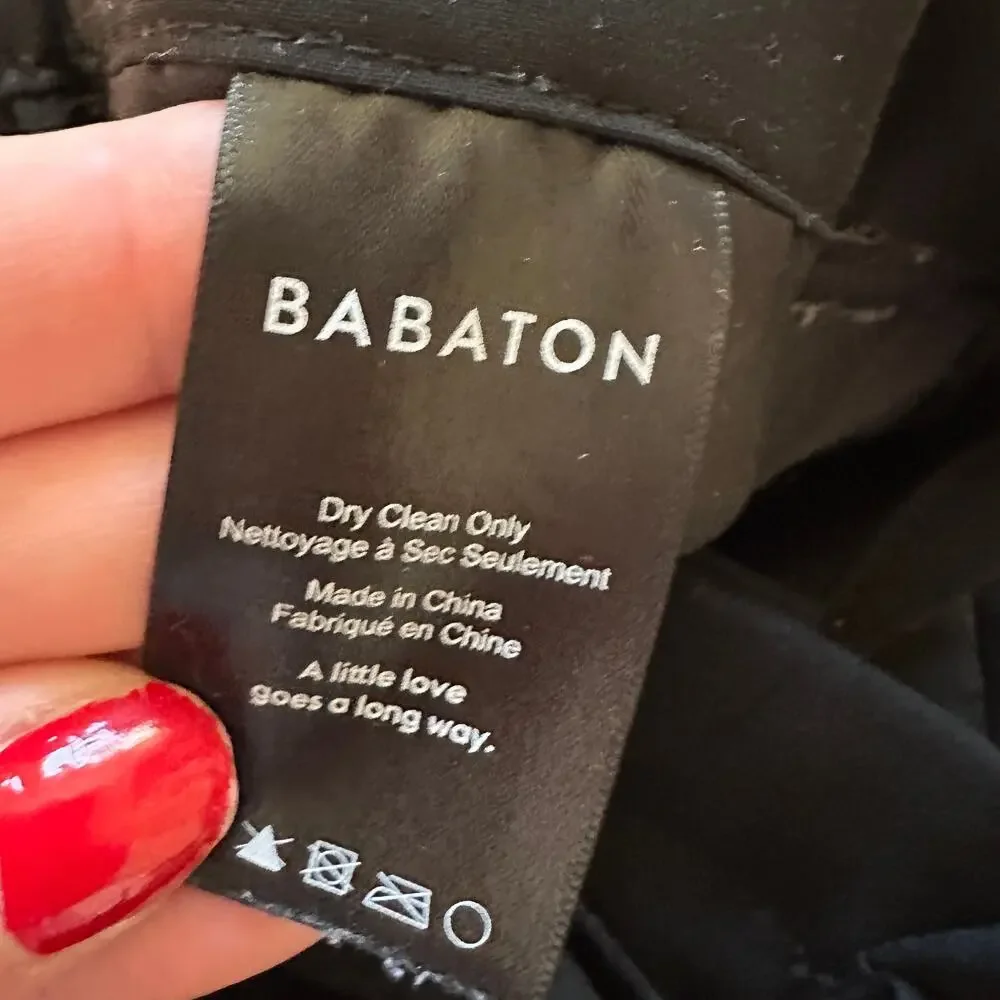 BABATON
Dry Clean Only
Nettoyage à Sec Seulement
Made in China
Fabriqué en Chine
A little love
goes a long way.